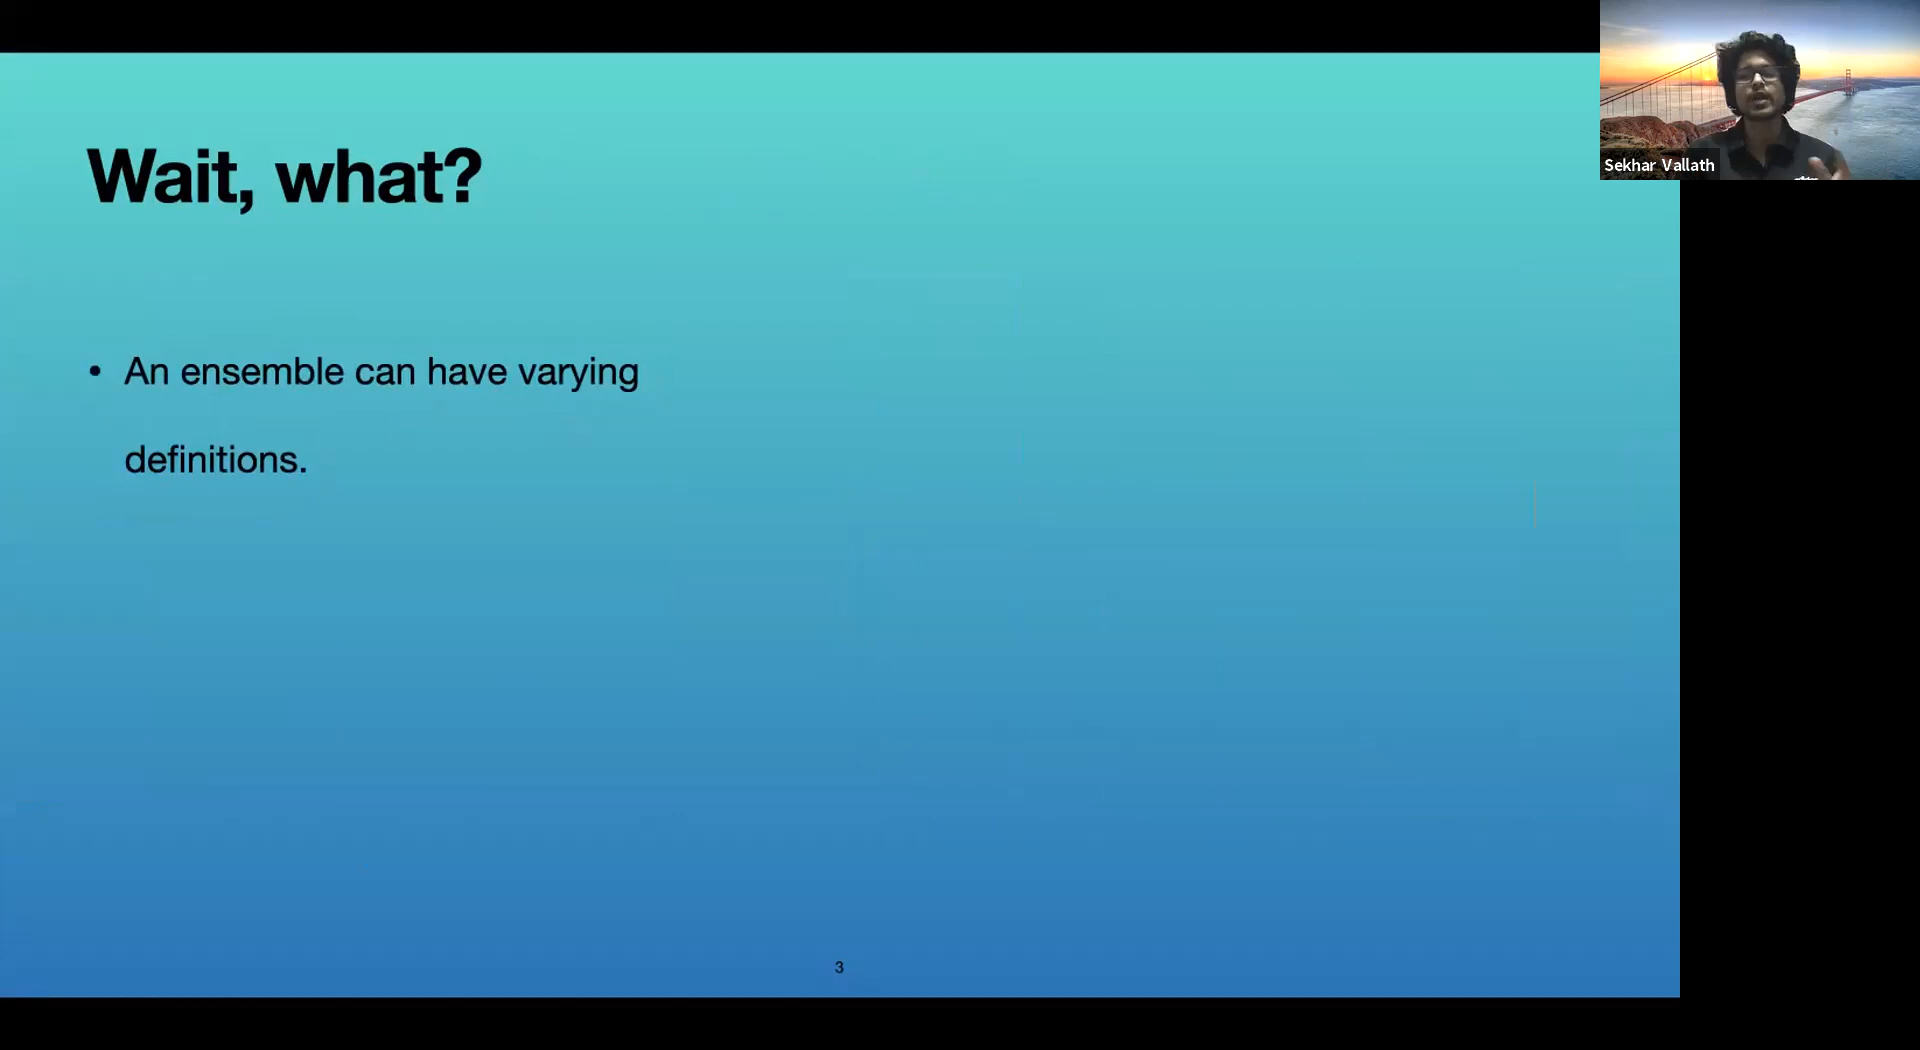 Wait, what?
• An ensemble can have varying
definitions.
3
Sekhar Vallath